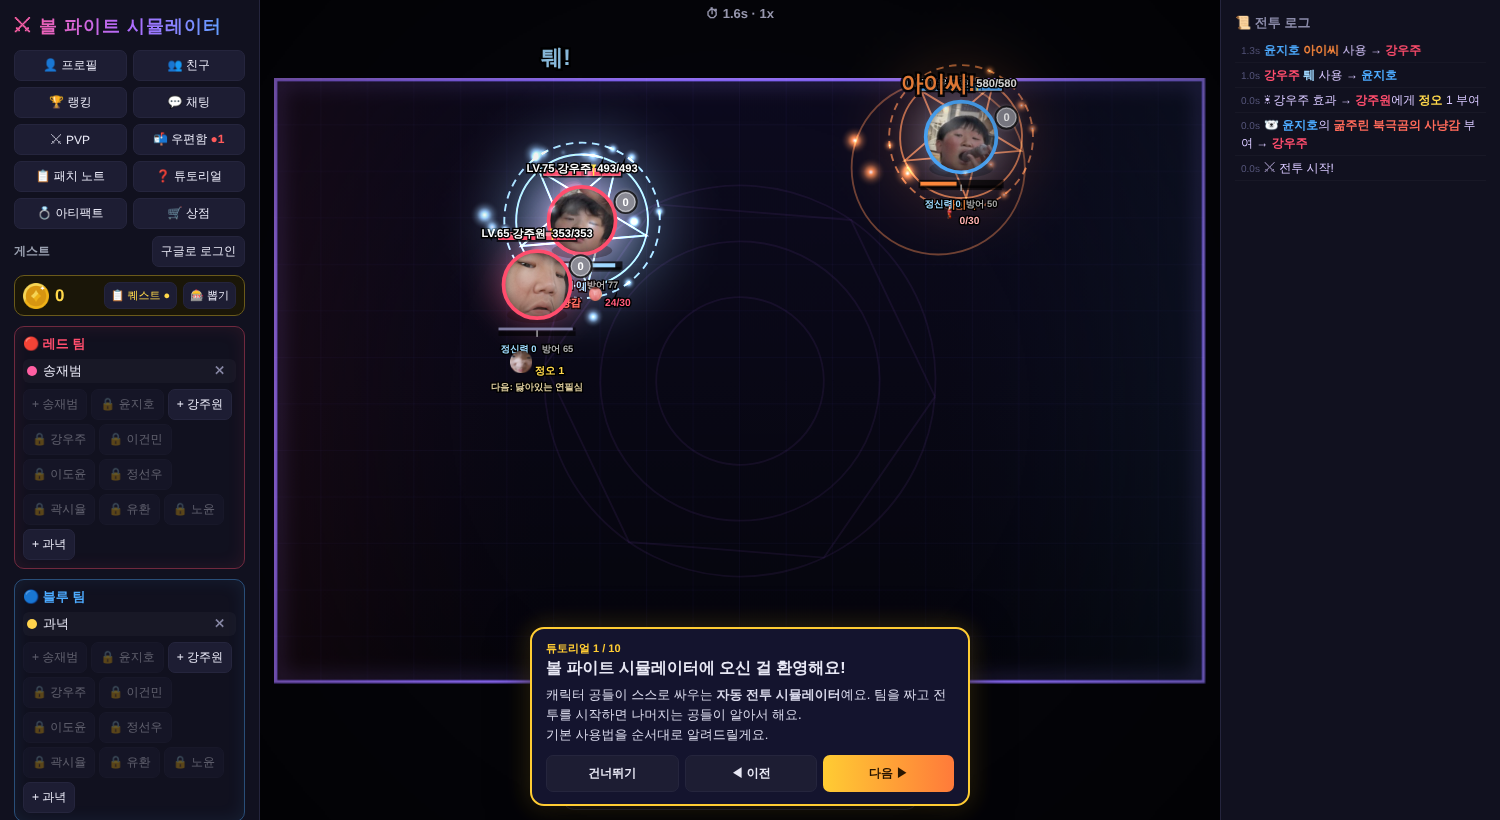 ⚔ 볼 파이트 시뮬레이터
👤 프로필
👥 친구
🏆 랭킹
💬 채팅
⚔ PVP
📬 우편함 ●1
📋 패치 노트
❓ 튜토리얼
💍 아티팩트
🛒 상점
게스트
구글로 로그인
0
📋 퀘스트 ●
🎰 뽑기
🔴 레드 팀
송재범 ✕
+ 송재범
🔒 윤지호
+ 강주원
🔒 강우주
🔒 이건민
🔒 이도윤
🔒 정선우
🔒 곽시율
🔒 유환
🔒 노윤
+ 과녁
🔵 블루 팀
과녁 ✕
+ 송재범
🔒 윤지호
+ 강주원
🔒 강우주
🔒 이건민
🔒 이도윤
🔒 정선우
🔒 곽시율
🔒 유환
🔒 노윤
+ 과녁
⏱ 1.6s · 1x
퉤!
아이씨!
580/580
0
정신력 0 방어 50
0/30
LV.75 강우주 493/493
0
LV.65 강주원 353/353
0
방어 77
24/30
정신력 0 방어 65
정오 1
다음: 닳아있는 연필심
튜토리얼 1 / 10
볼 파이트 시뮬레이터에 오신 걸 환영해요!
캐릭터 공들이 스스로 싸우는 자동 전투 시뮬레이터예요. 팀을 짜고 전
투를 시작하면 나머지는 공들이 알아서 해요.
기본 사용법을 순서대로 알려드릴게요.
건너뛰기
◀ 이전
다음 ▶
📜 전투 로그
1.3s 윤지호 아이씨 사용 → 강우주
1.0s 강우주 퉤 사용 → 윤지호
0.0s 강우주 효과 → 강주원에게 정오 1 부여
0.0s 🐻‍❄️ 윤지호의 굶주린 북극곰의 사냥감 부
여 → 강우주
0.0s ⚔ 전투 시작!